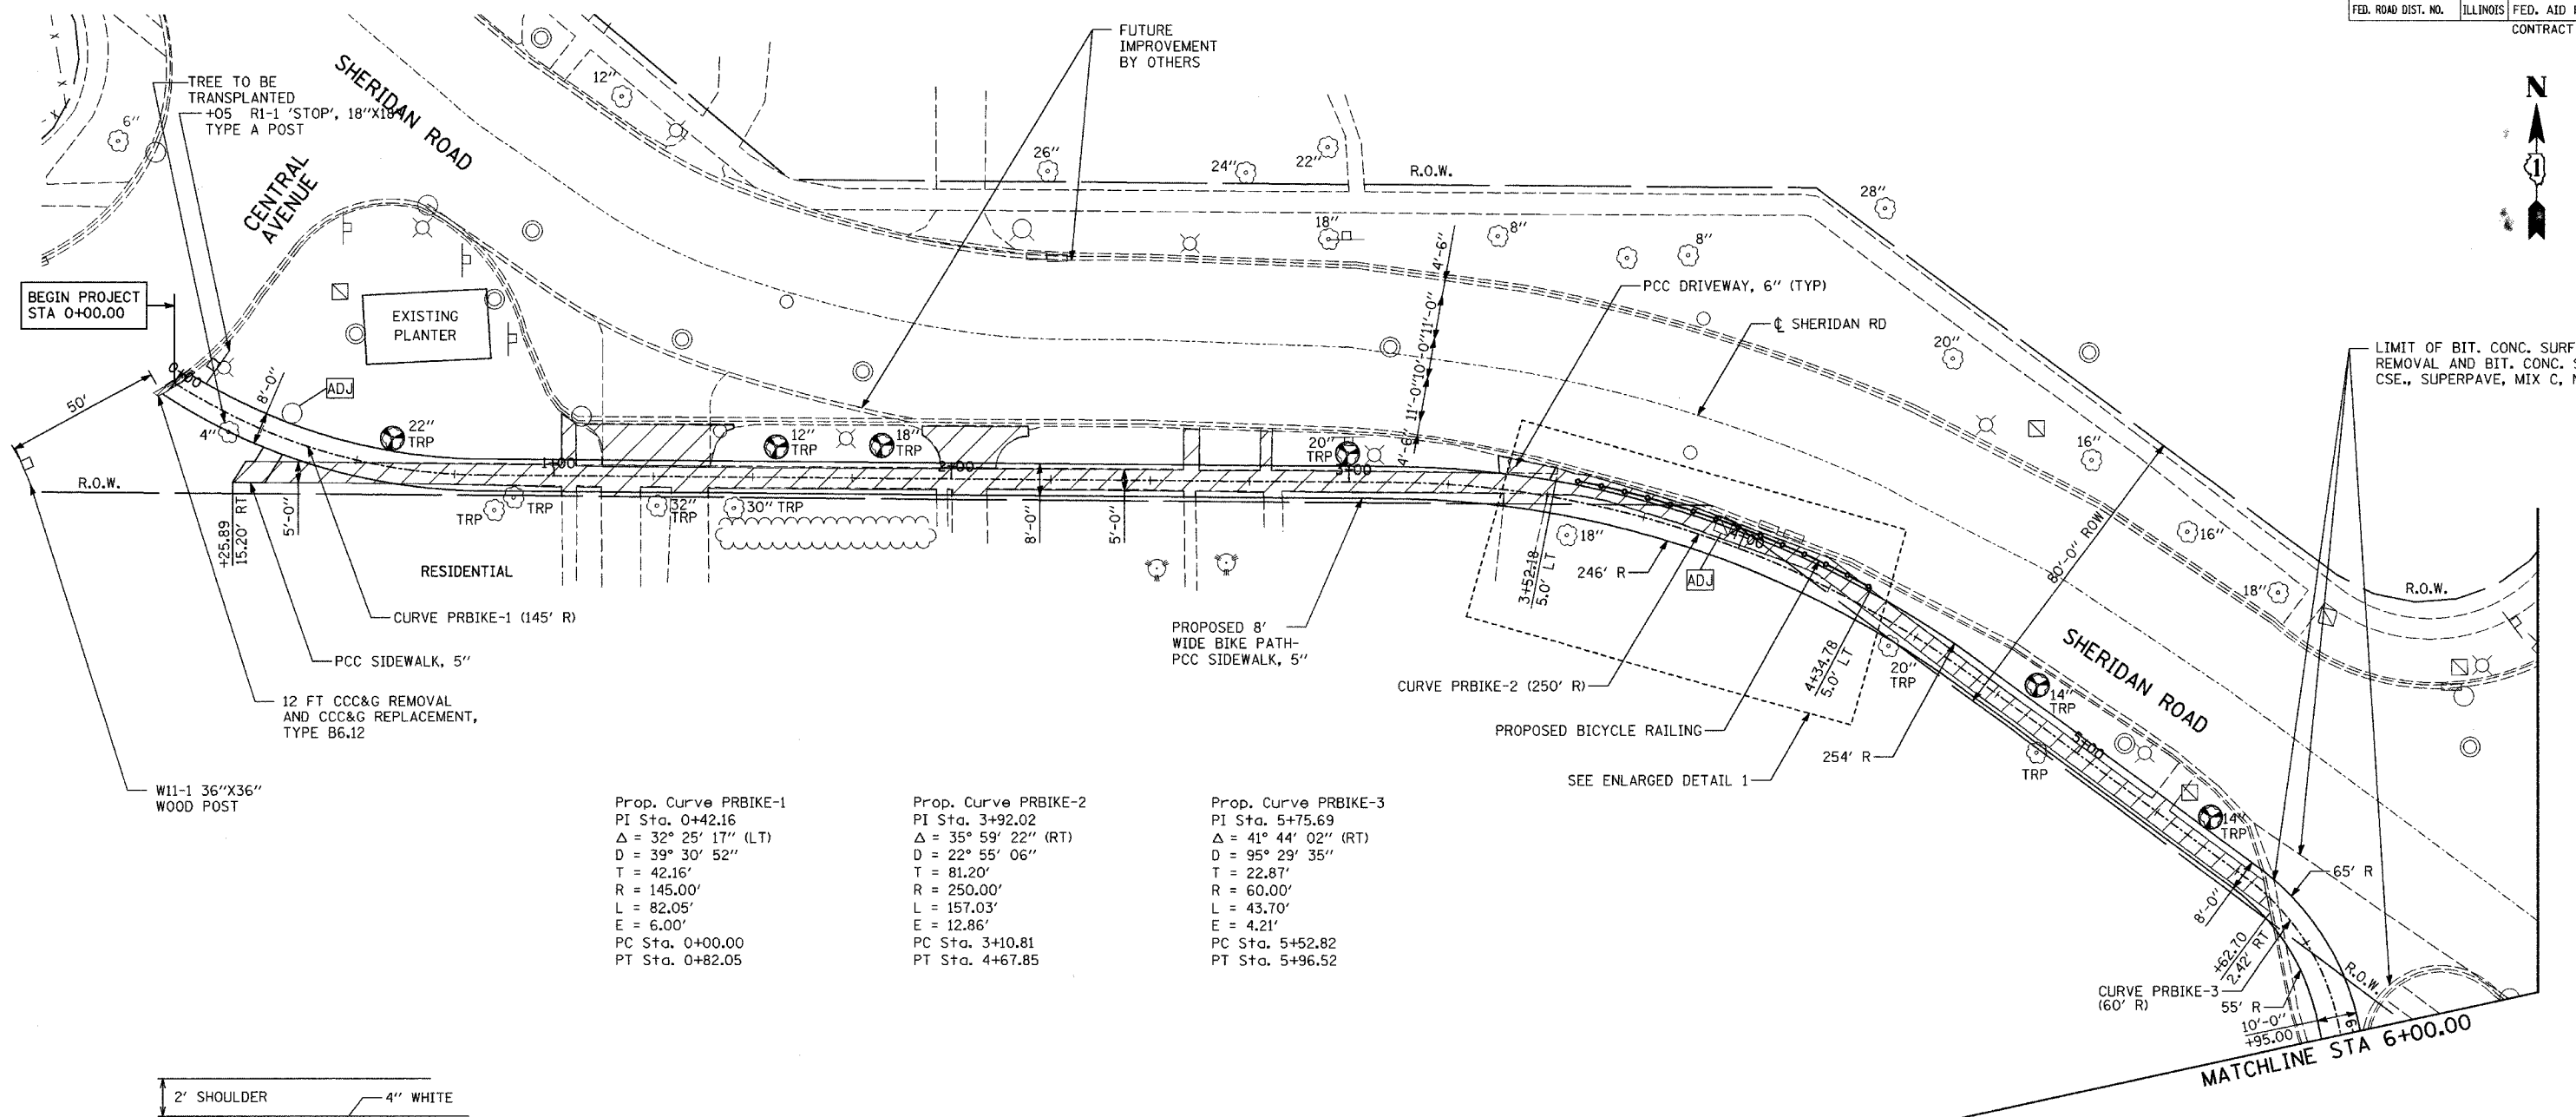 FED. ROAD DIST. NO. ILLINOIS FED. AID
CONTRACT
N
1
FUTURE
IMPROVEMENT
BY OTHERS
TREE TO BE
TRANSPLANTED
+05 R1-1 'STOP', 18"X18"
TYPE A POST
SHERIDAN ROAD
CENTRAL
AVENUE
6"
12"
26"
24"
22"
R.O.W.
28"
18"
8"
8"
4'-6"
11'-0"
10'-0"
11'-0"
4'-6"
PCC DRIVEWAY, 6" (TYP)
℄ SHERIDAN RD
20"
16"
16"
18"
R.O.W.
LIMIT OF BIT. CONC.
REMOVAL AND BIT. CONC.
CSE., SUPERPAVE, MIX C,
BEGIN PROJECT
STA 0+00.00
EXISTING
PLANTER
0+00
50'
8'-0"
ADJ
4"
22"
TRP
12"
TRP
18"
TRP
20"
TRP
1+00
2+00
3+00
4+00
5+00
R.O.W.
+25.89
15.20' RT
5'-0"
TRP
TRP
32"
TRP
30" TRP
8'-0"
5'-0"
RESIDENTIAL
CURVE PRBIKE-1 (145' R)
PCC SIDEWALK, 5"
12 FT CCC&G REMOVAL
AND CCC&G REPLACEMENT,
TYPE B6.12
W11-1 36"X36"
WOOD POST
PROPOSED 8'
WIDE BIKE PATH-
PCC SIDEWALK, 5"
3+52.18
5.0' LT
18"
246' R
ADJ
CURVE PRBIKE-2 (250' R)
4+34.78
5.0' LT
PROPOSED BICYCLE RAILING
SEE ENLARGED DETAIL 1
254' R
20"
TRP
14"
TRP
TRP
14"
TRP
80'-0" ROW
SHERIDAN ROAD
65' R
8'-0"
+62.70
2.42' RT
R.O.W.
CURVE PRBIKE-3
(60' R)
55' R
10'-0"
+95.00
MATCHLINE STA 6+00.00
Prop. Curve PRBIKE-1
PI Sta. 0+42.16
Δ = 32° 25' 17" (LT)
D = 39° 30' 52"
T = 42.16'
R = 145.00'
L = 82.05'
E = 6.00'
PC Sta. 0+00.00
PT Sta. 0+82.05
Prop. Curve PRBIKE-2
PI Sta. 3+92.02
Δ = 35° 59' 22" (RT)
D = 22° 55' 06"
T = 81.20'
R = 250.00'
L = 157.03'
E = 12.86'
PC Sta. 3+10.81
PT Sta. 4+67.85
Prop. Curve PRBIKE-3
PI Sta. 5+75.69
Δ = 41° 44' 02" (RT)
D = 95° 29' 35"
T = 22.87'
R = 60.00'
L = 43.70'
E = 4.21'
PC Sta. 5+52.82
PT Sta. 5+96.52
2' SHOULDER
4" WHITE